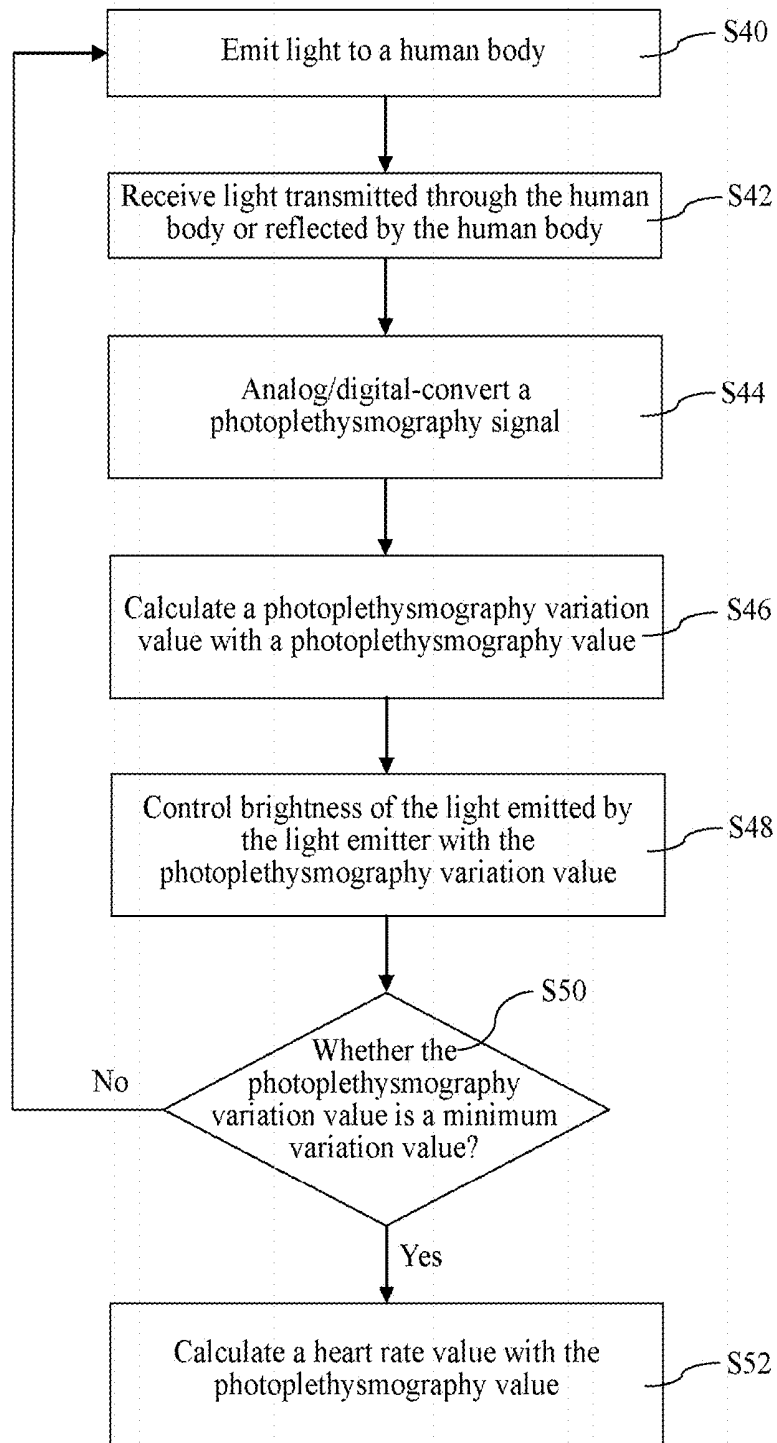 Emit light to a human body
S40
Receive light transmitted through the human
body or reflected by the human body
S42
Analog/digital-convert a
photoplethysmography signal
S44
Calculate a photoplethysmography variation
value with a photoplethysmography value
S46
Control brightness of the light emitted by
the light emitter with the
photoplethysmography variation value
S48
S50
Whether the
photoplethysmography
variation value is a minimum
variation value?
No
Yes
Calculate a heart rate value with the
photoplethysmography value
S52